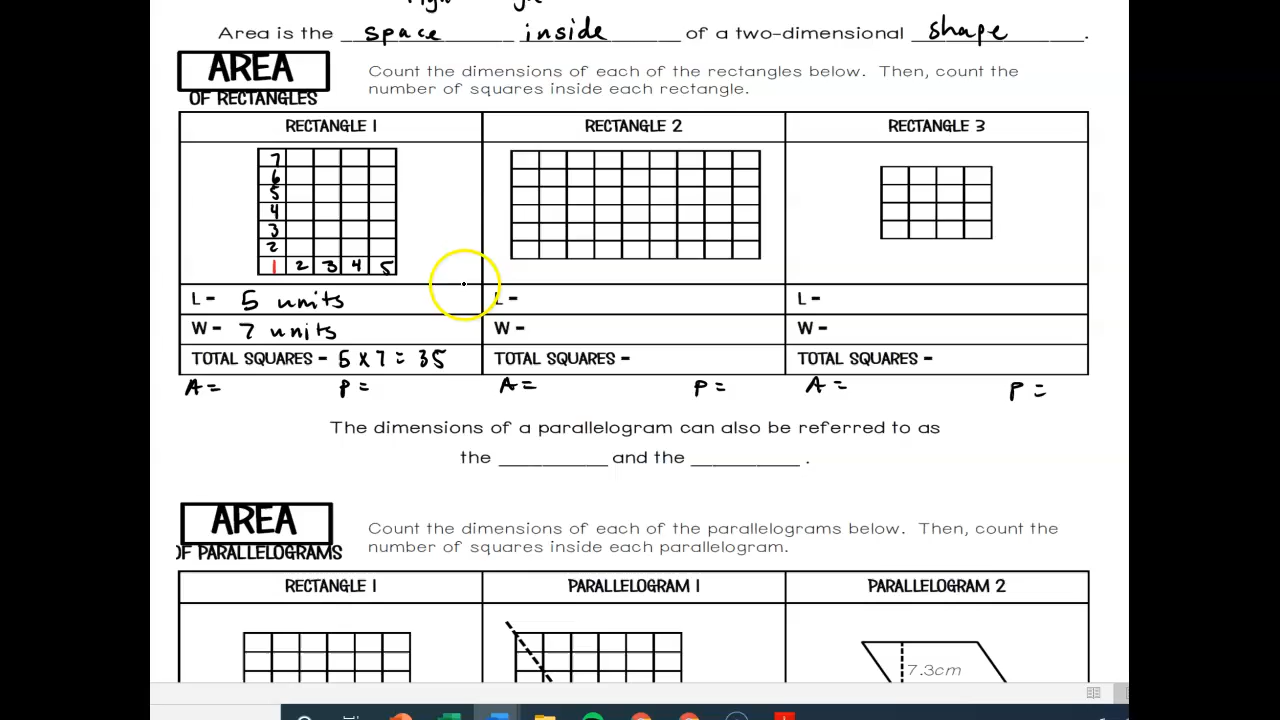 Area is the space inside of a two-dimensional shape.
AREA
OF RECTANGLES
Count the dimensions of each of the rectangles below. Then, count the
number of squares inside each rectangle.
RECTANGLE 1 RECTANGLE 2 RECTANGLE 3
7
6
5
4
3
2
1 2 3 4 5
L = 5 units L = L =
W = 7 units W = W =
TOTAL SQUARES = 5 x 7 = 35 TOTAL SQUARES = TOTAL SQUARES =
A = P = A = P = A = P =
The dimensions of a parallelogram can also be referred to as
the __________ and the __________ .
AREA
OF PARALLELOGRAMS
Count the dimensions of each of the parallelograms below. Then, count the
number of squares inside each parallelogram.
RECTANGLE 1 PARALLELOGRAM 1 PARALLELOGRAM 2
7.3cm